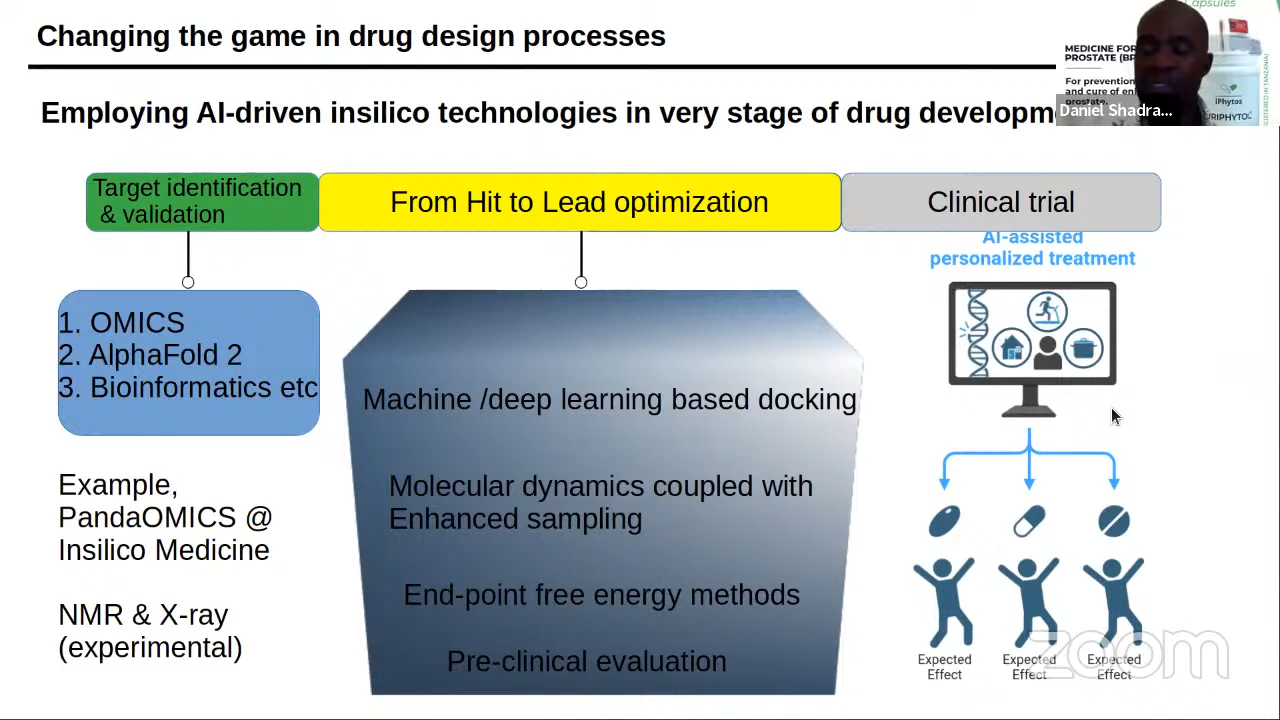 Changing the game in drug design processes
Employing AI-driven insilico technologies in very stage of drug developm
Capsules
MEDICINE FOR
PROSTATE (BP
For prevention
and cure of en
prostate.
iPhytos
URIPHYTOL
Daniel Shadra...
Target identification
& validation
From Hit to Lead optimization
Clinical trial
AI-assisted
personalized treatment
1. OMICS
2. AlphaFold 2
3. Bioinformatics etc
Machine /deep learning based docking
Molecular dynamics coupled with
Enhanced sampling
End-point free energy methods
Pre-clinical evaluation
Example,
PandaOMICS @
Insilico Medicine
NMR & X-ray
(experimental)
Expected
Effect
Expected
Effect
Expected
Effect
zoom